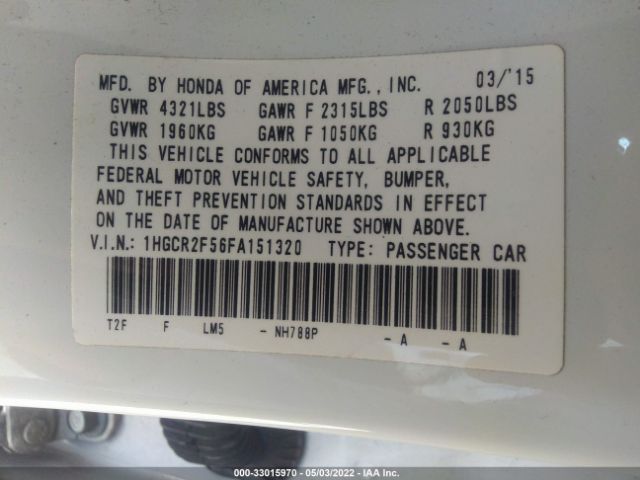 MFD. BY HONDA OF AMERICA MFG., INC. 03/'15
GVWR 4321LBS GAWR F 2315LBS R 2050LBS
GVWR 1960KG GAWR F 1050KG R 930KG
THIS VEHICLE CONFORMS TO ALL APPLICABLE
FEDERAL MOTOR VEHICLE SAFETY, BUMPER,
AND THEFT PREVENTION STANDARDS IN EFFECT
ON THE DATE OF MANUFACTURE SHOWN ABOVE.
V.I.N.: 1HGCR2F56FA151320 TYPE: PASSENGER CAR
T2F F LM5 - NH788P - A - A
000-33015970 - 05/03/2022 - IAA Inc.